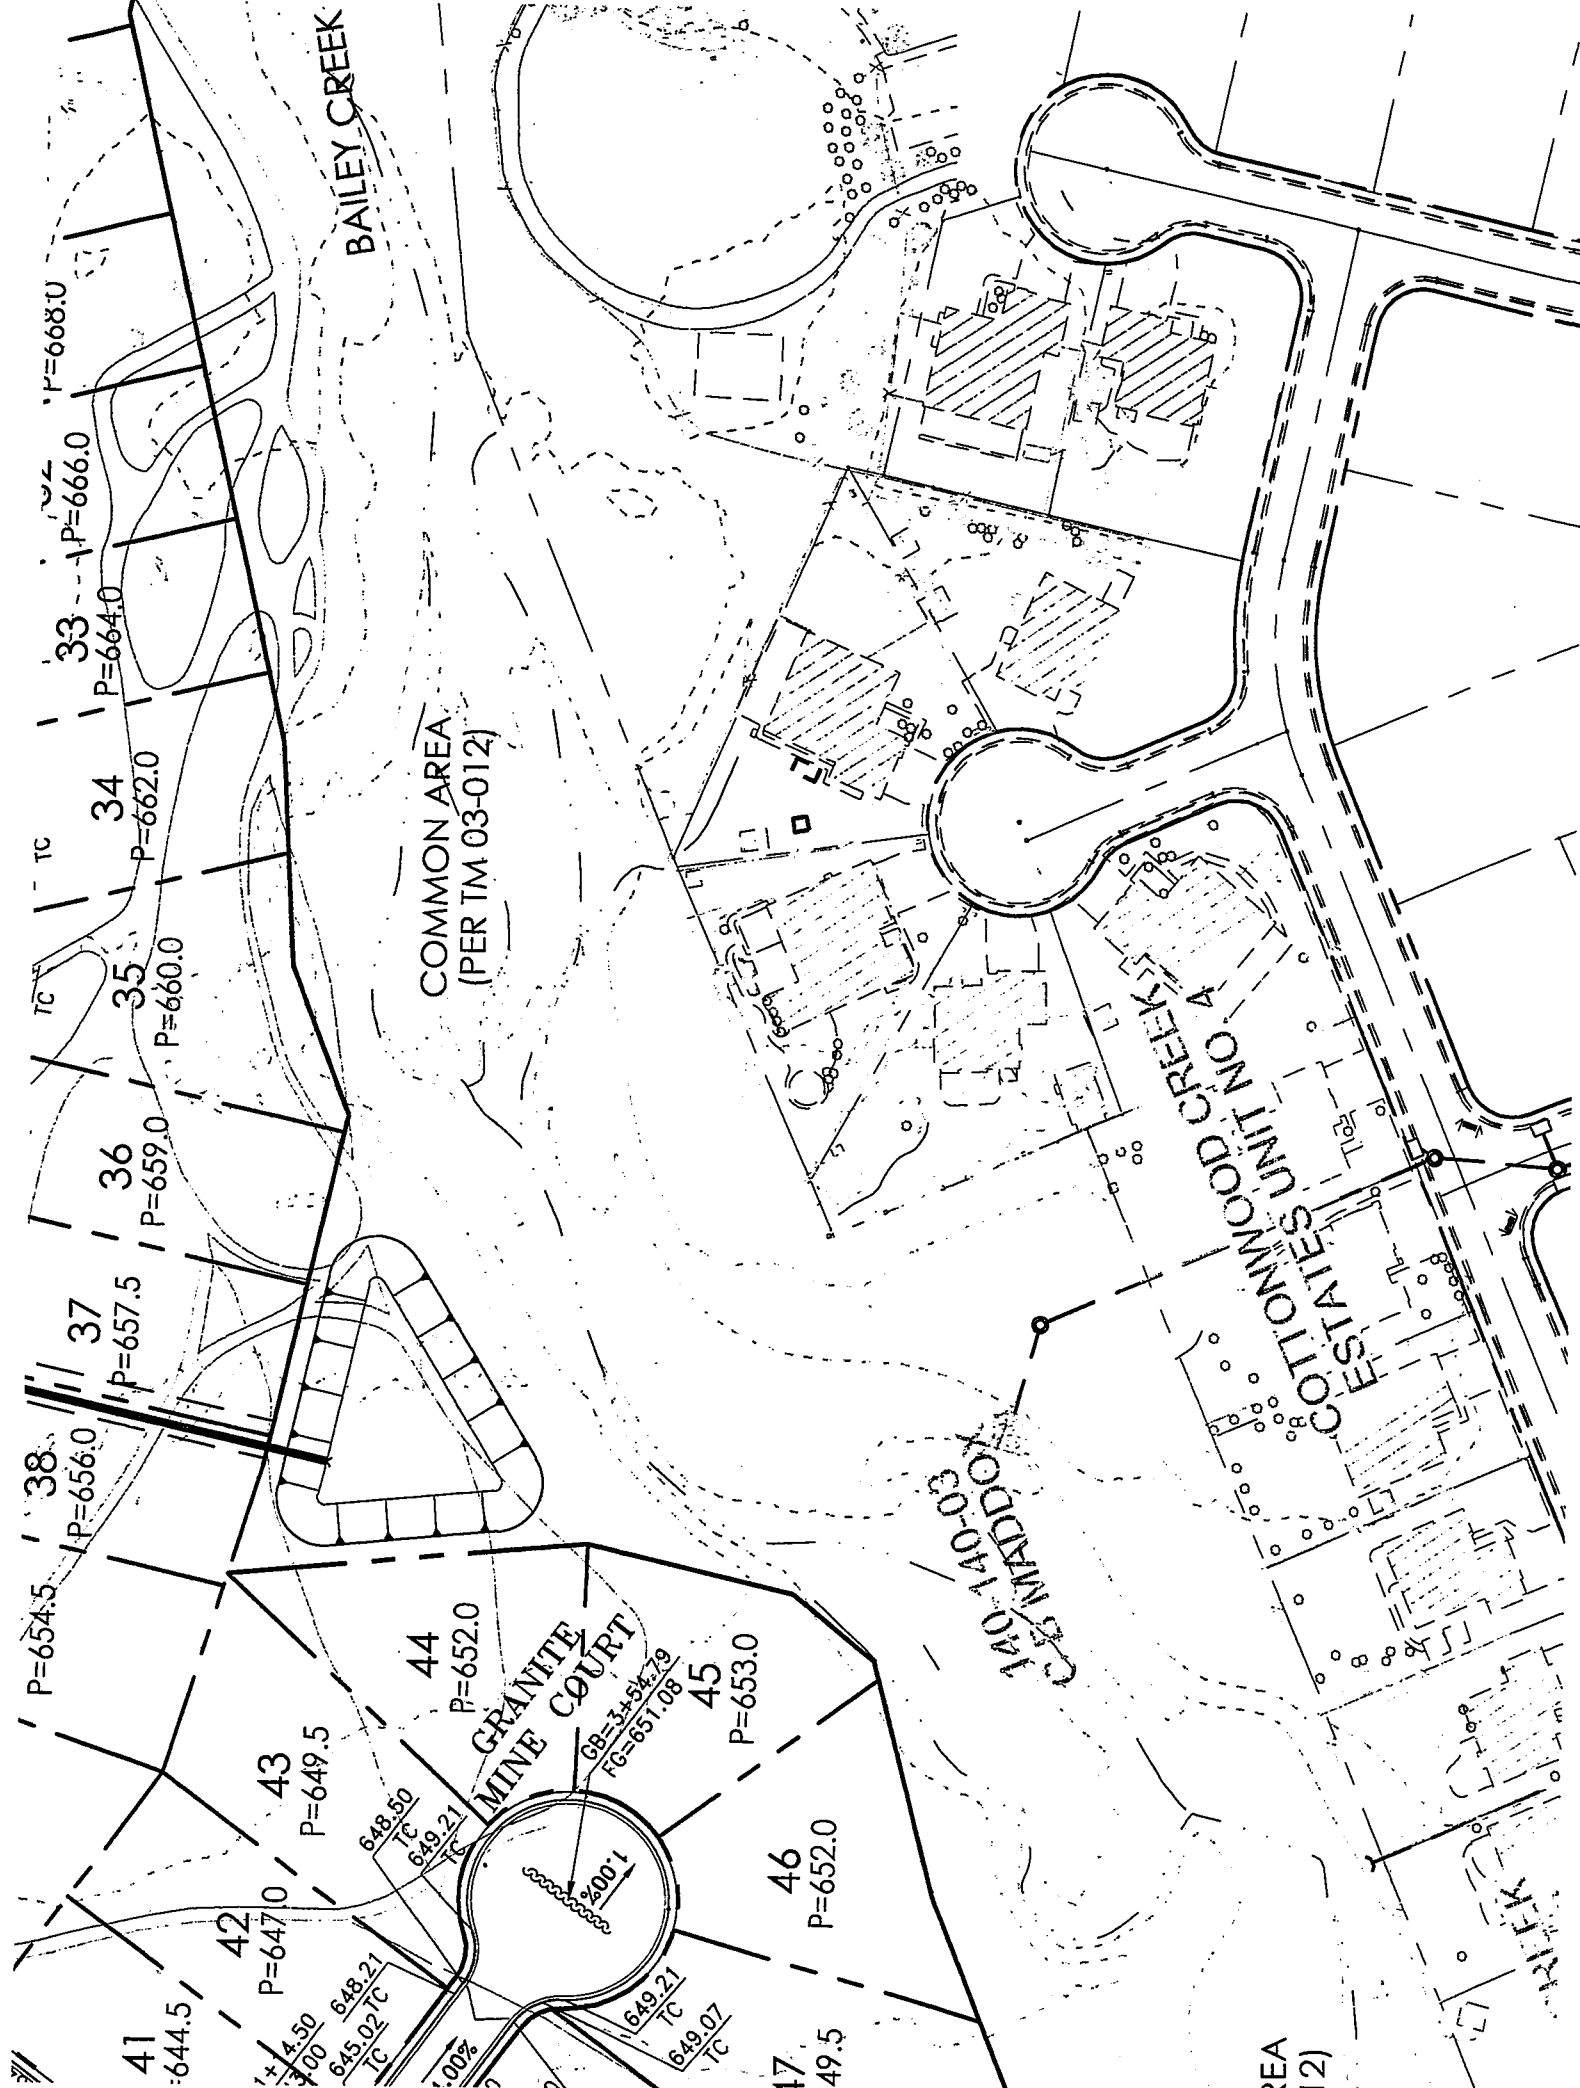 BAILEY CREEK
P=668.0
P=666.0
33
P=664.0
34
P=662.0
TC
35
P=660.0
TC
36
P=659.0
37
P=657.5
38
P=656.0
P=654.5
COMMON AREA
(PER TM 03-012)
COTTONWOOD CREEK
ESTATES UNIT NO. 4
140-140-03
C B MADDOX
44
P=652.0
GRANITE
MINE COURT
GB=3+54.79
FG=651.08
45
P=653.0
43
P=649.5
648.50
TC
649.21
TC
1.00%
46
P=652.0
42
P=647.0
648.21
TC
645.02
TC
41
=644.5
1+14.50
3.00
.00%
649.21
TC
649.07
TC
47
49.5
REA
12)